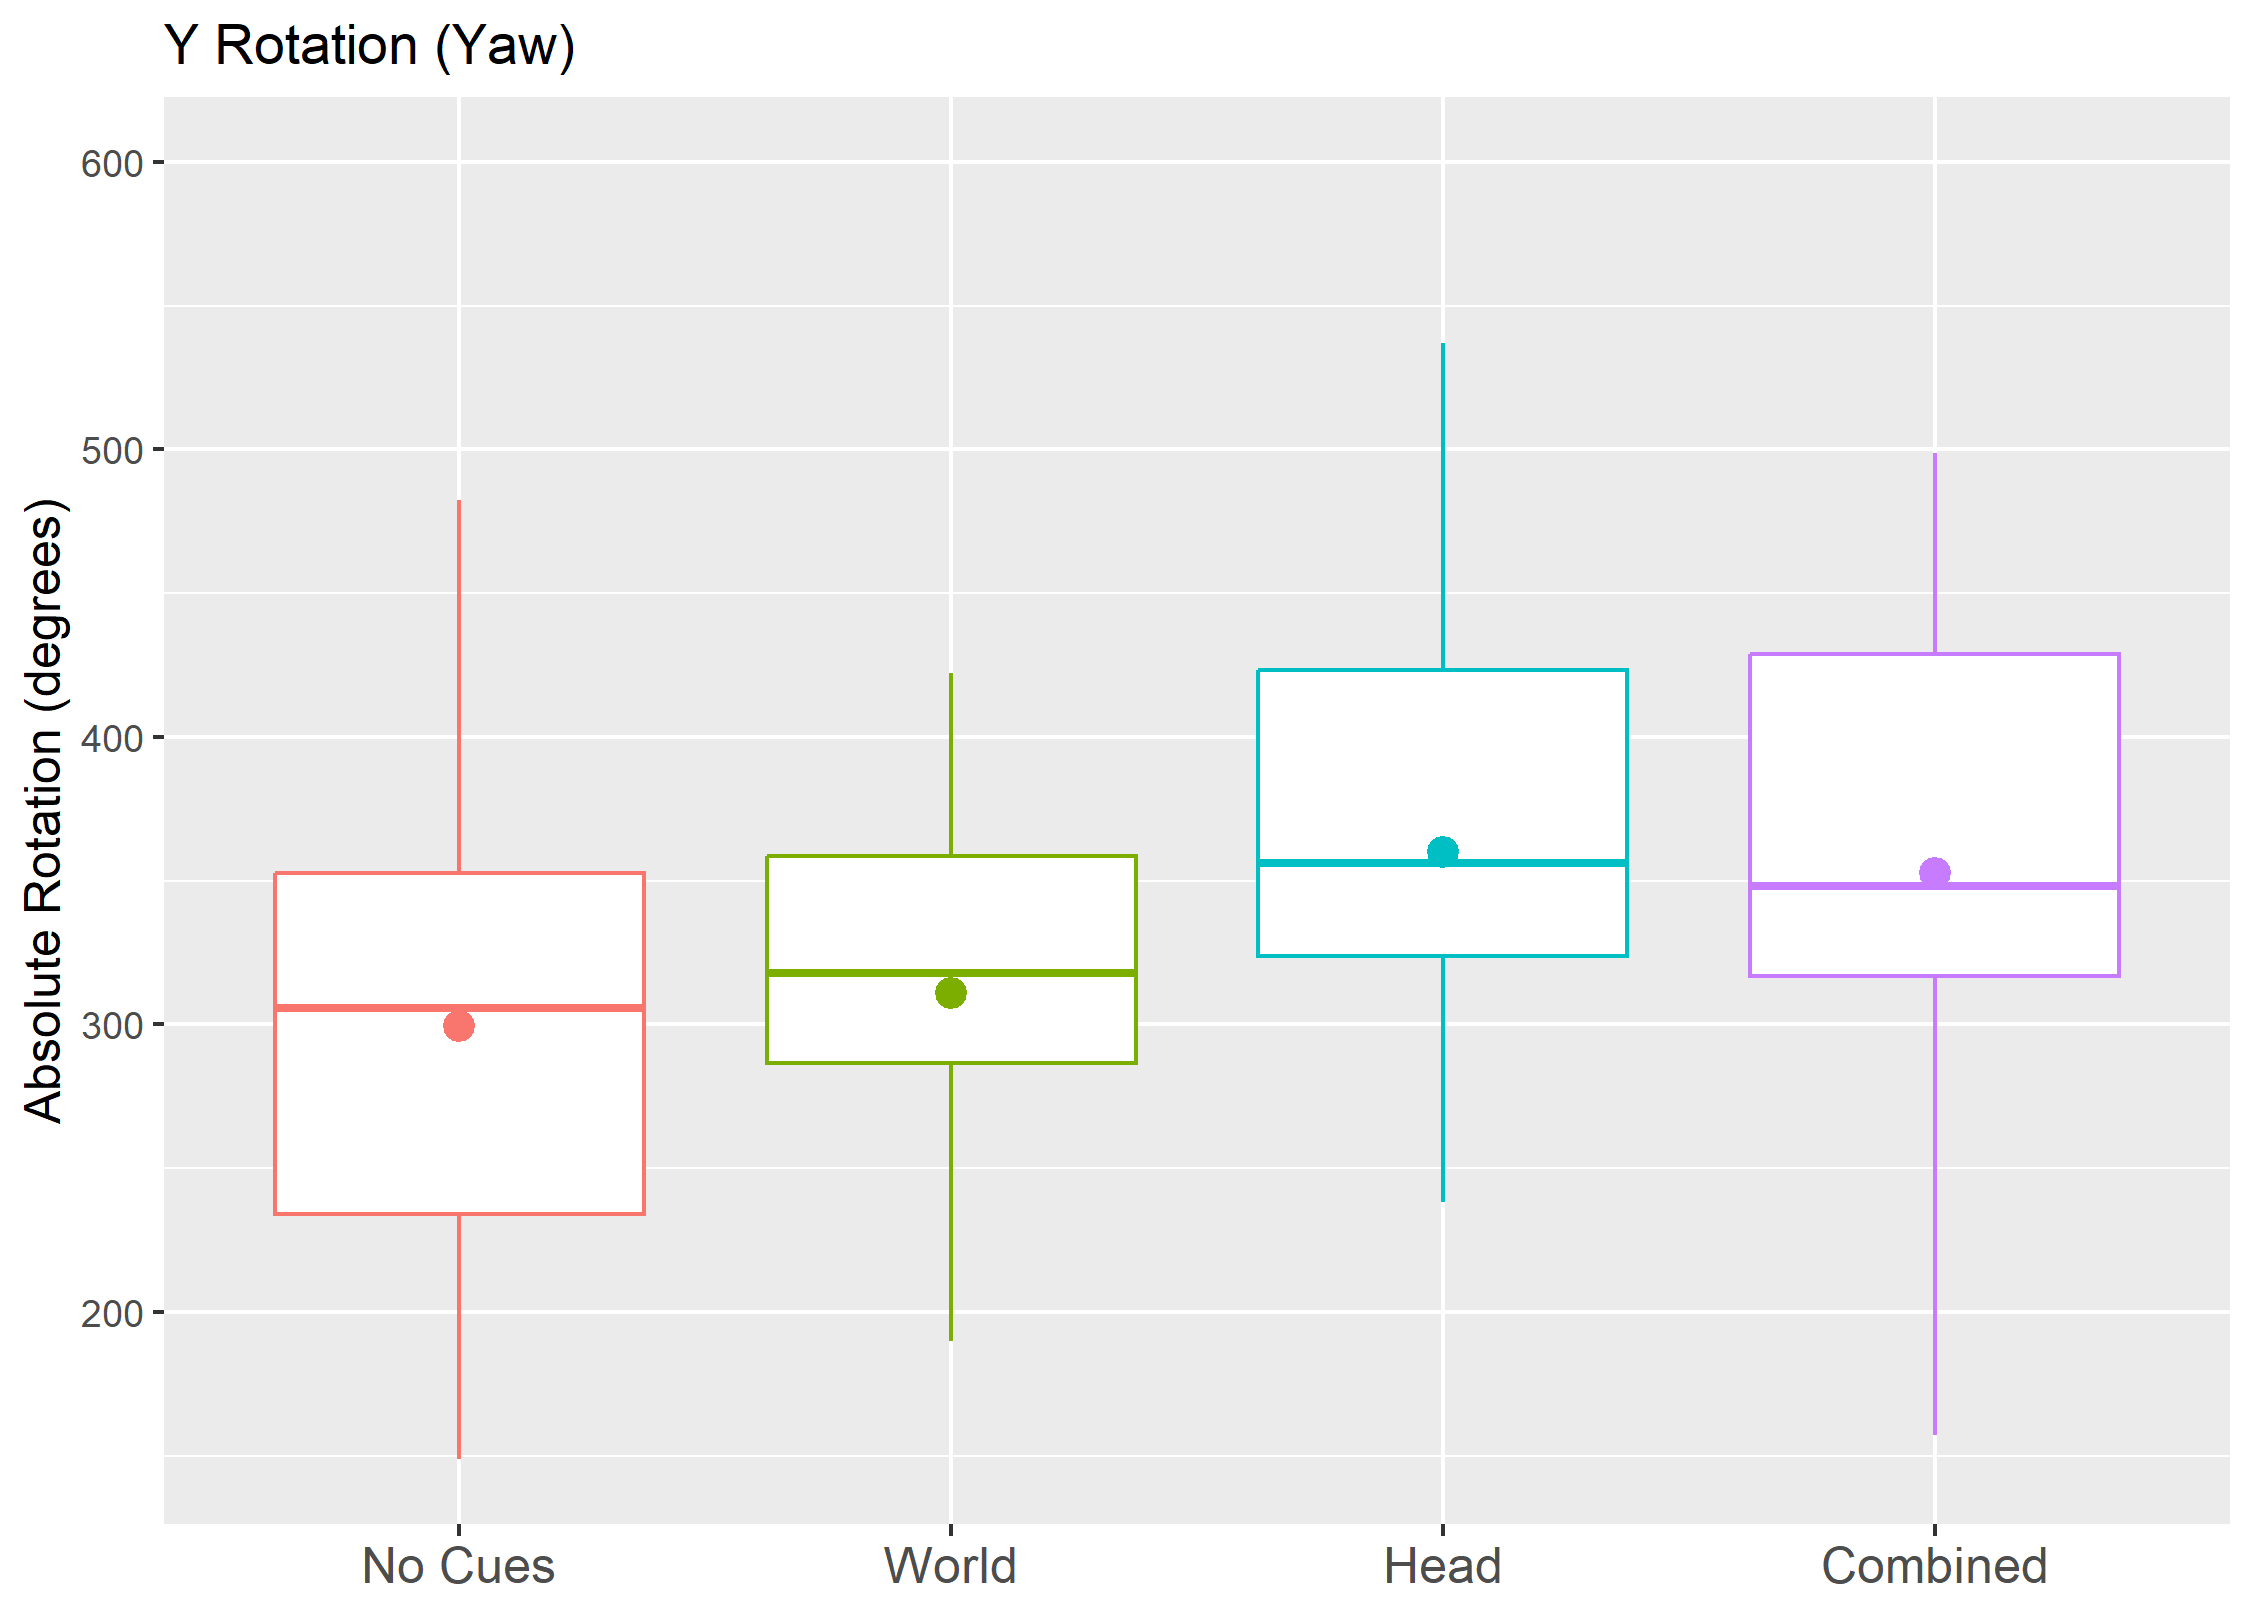 Y Rotation (Yaw)
Absolute Rotation (degrees)
600
500
400
300
200
No Cues
World
Head
Combined